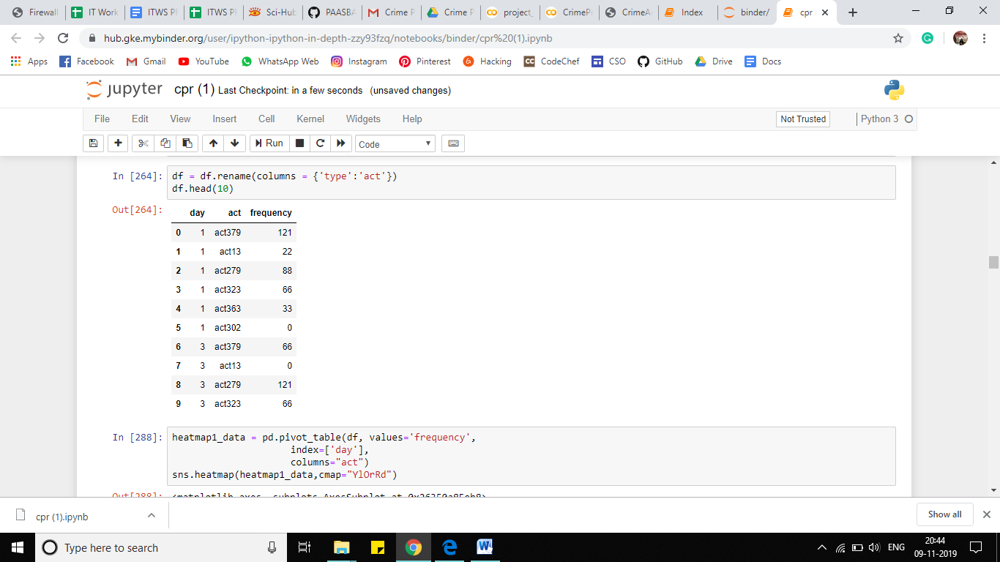 Firewall
IT Work
ITWS P
ITWS P
Sci-Hub
PAASBA
Crime P
Crime P
project_
CrimePr
CrimeA
Index
binder/
cpr
hub.gke.mybinder.org/user/ipython-ipython-in-depth-zzy93fzq/notebooks/binder/cpr%20(1).ipynb
Apps
Facebook
Gmail
YouTube
WhatsApp Web
Instagram
Pinterest
Hacking
CodeChef
CSO
GitHub
Drive
Docs
jupyter cpr (1) Last Checkpoint: in a few seconds (unsaved changes)
File Edit View Insert Cell Kernel Widgets Help Not Trusted Python 3
Run Code
In [264]: df = df.rename(columns = {'type':'act'})
df.head(10)
Out[264]:
day act frequency
0 1 act379 121
1 1 act13 22
2 1 act279 88
3 1 act323 66
4 1 act363 33
5 1 act302 0
6 3 act379 66
7 3 act13 0
8 3 act279 121
9 3 act323 66
In [288]: heatmap1_data = pd.pivot_table(df, values='frequency',
index=['day'],
columns="act")
sns.heatmap(heatmap1_data,cmap="YlOrRd")
Out[288]:
cpr (1).ipynb
Show all
Type here to search
ENG
20:44
09-11-2019